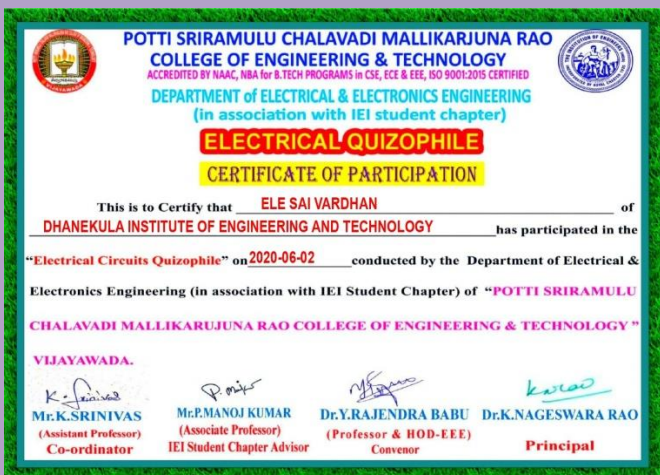 POTTI SRIRAMULU CHALAVADI MALLIKARJUNA RAO
COLLEGE OF ENGINEERING & TECHNOLOGY
ACCREDITED BY NAAC, NBA for B.TECH PROGRAMS in CSE, ECE & EEE, ISO 9001:2015 CERTIFIED
DEPARTMENT of ELECTRICAL & ELECTRONICS ENGINEERING
(in association with IEI student chapter)
ELECTRICAL QUIZOPHILE
CERTIFICATE OF PARTICIPATION
This is to Certify that ELE SAI VARDHAN of
DHANEKULA INSTITUTE OF ENGINEERING AND TECHNOLOGY has participated in the
"Electrical Circuits Quizophile" on 2020-06-02 conducted by the Department of Electrical &
Electronics Engineering (in association with IEI Student Chapter) of "POTTI SRIRAMULU
CHALAVADI MALLIKARUJUNA RAO COLLEGE OF ENGINEERING & TECHNOLOGY"
VIJAYAWADA.
Mr.K.SRINIVAS
(Assistant Professor)
Co-ordinator
Mr.P.MANOJ KUMAR
(Associate Professor)
IEI Student Chapter Advisor
Dr.Y.RAJENDRA BABU
(Professor & HOD-EEE)
Convenor
Dr.K.NAGESWARA RAO
Principal